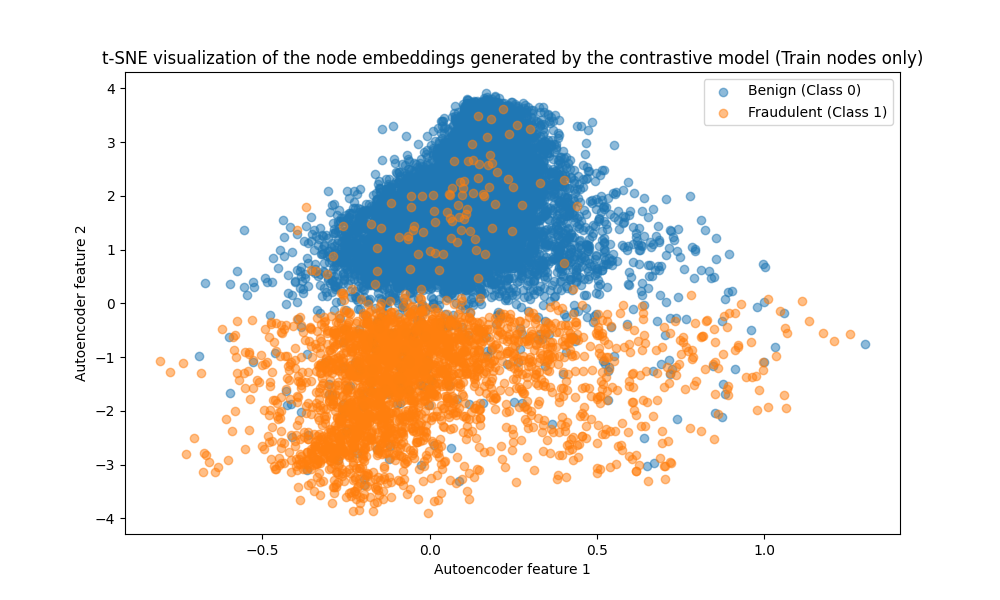 t-SNE visualization of the node embeddings generated by the contrastive model (Train nodes only)
Benign (Class 0)
Fraudulent (Class 1)
4
3
2
1
0
−1
−2
−3
−4
Autoencoder feature 2
−0.5
0.0
0.5
1.0
Autoencoder feature 1